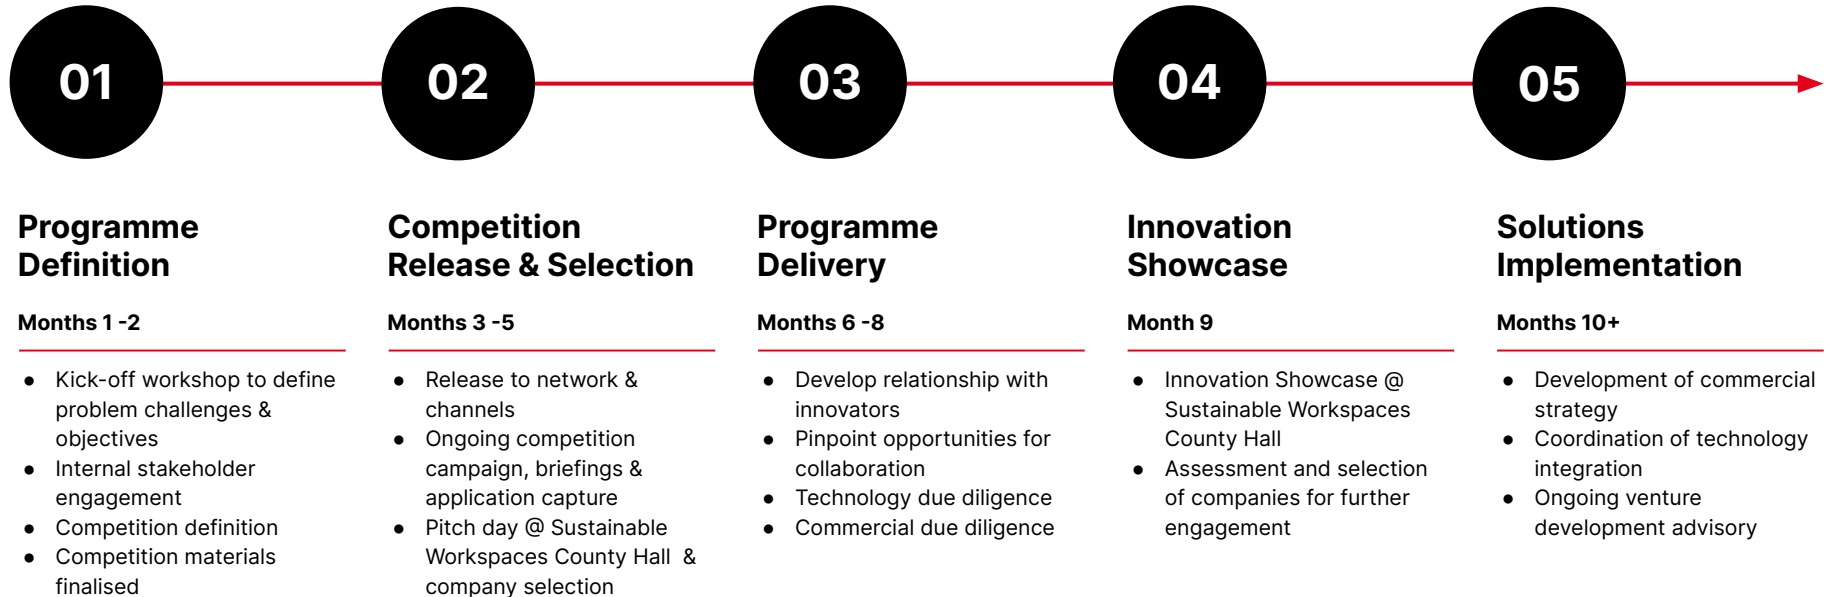 01
02
03
04
05
Programme
Definition
Months 1 -2
● Kick-off workshop to define
problem challenges &
objectives
● Internal stakeholder
engagement
● Competition definition
● Competition materials
finalised
Competition
Release & Selection
Months 3 -5
● Release to network &
channels
● Ongoing competition
campaign, briefings &
application capture
● Pitch day @ Sustainable
Workspaces County Hall  &
company selection
Programme
Delivery
Months 6 -8
● Develop relationship with
innovators
● Pinpoint opportunities for
collaboration
● Technology due diligence
● Commercial due diligence
Innovation
Showcase
Month 9
● Innovation Showcase @
Sustainable Workspaces
County Hall
● Assessment and selection
of companies for further
engagement
Solutions
Implementation
Months 10+
● Development of commercial
strategy
● Coordination of technology
integration
● Ongoing venture
development advisory